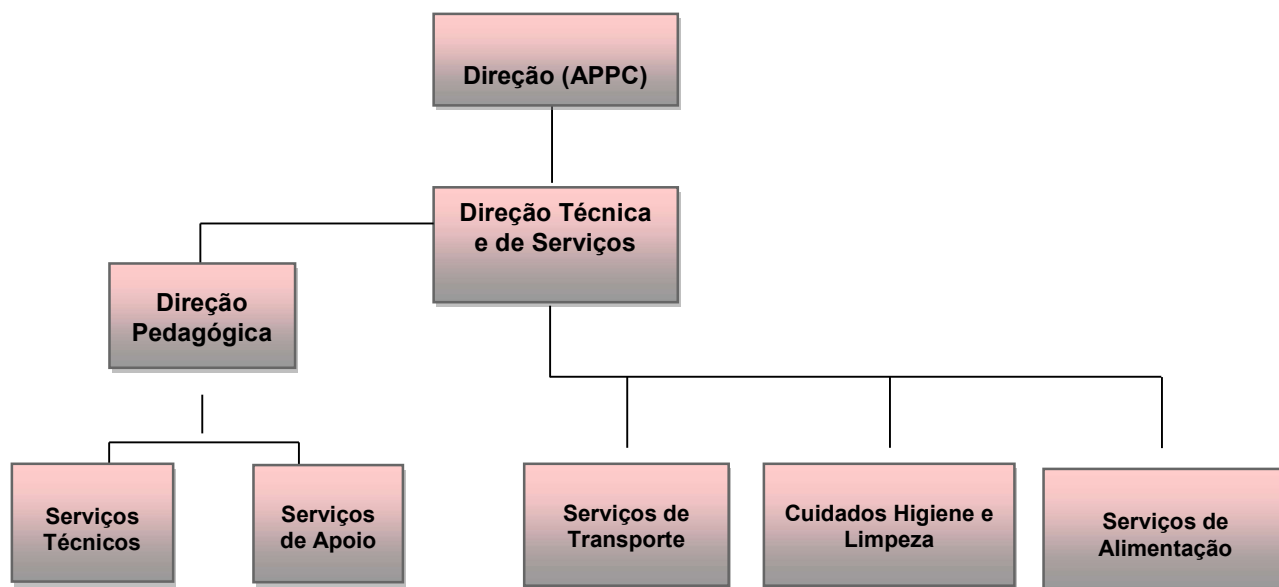 Direção (APPC)
Direção Técnica
e de Serviços
Direção
Pedagógica
Serviços
Técnicos
Serviços
de Apoio
Serviços de
Transporte
Cuidados Higiene e
Limpeza
Serviços de
Alimentação